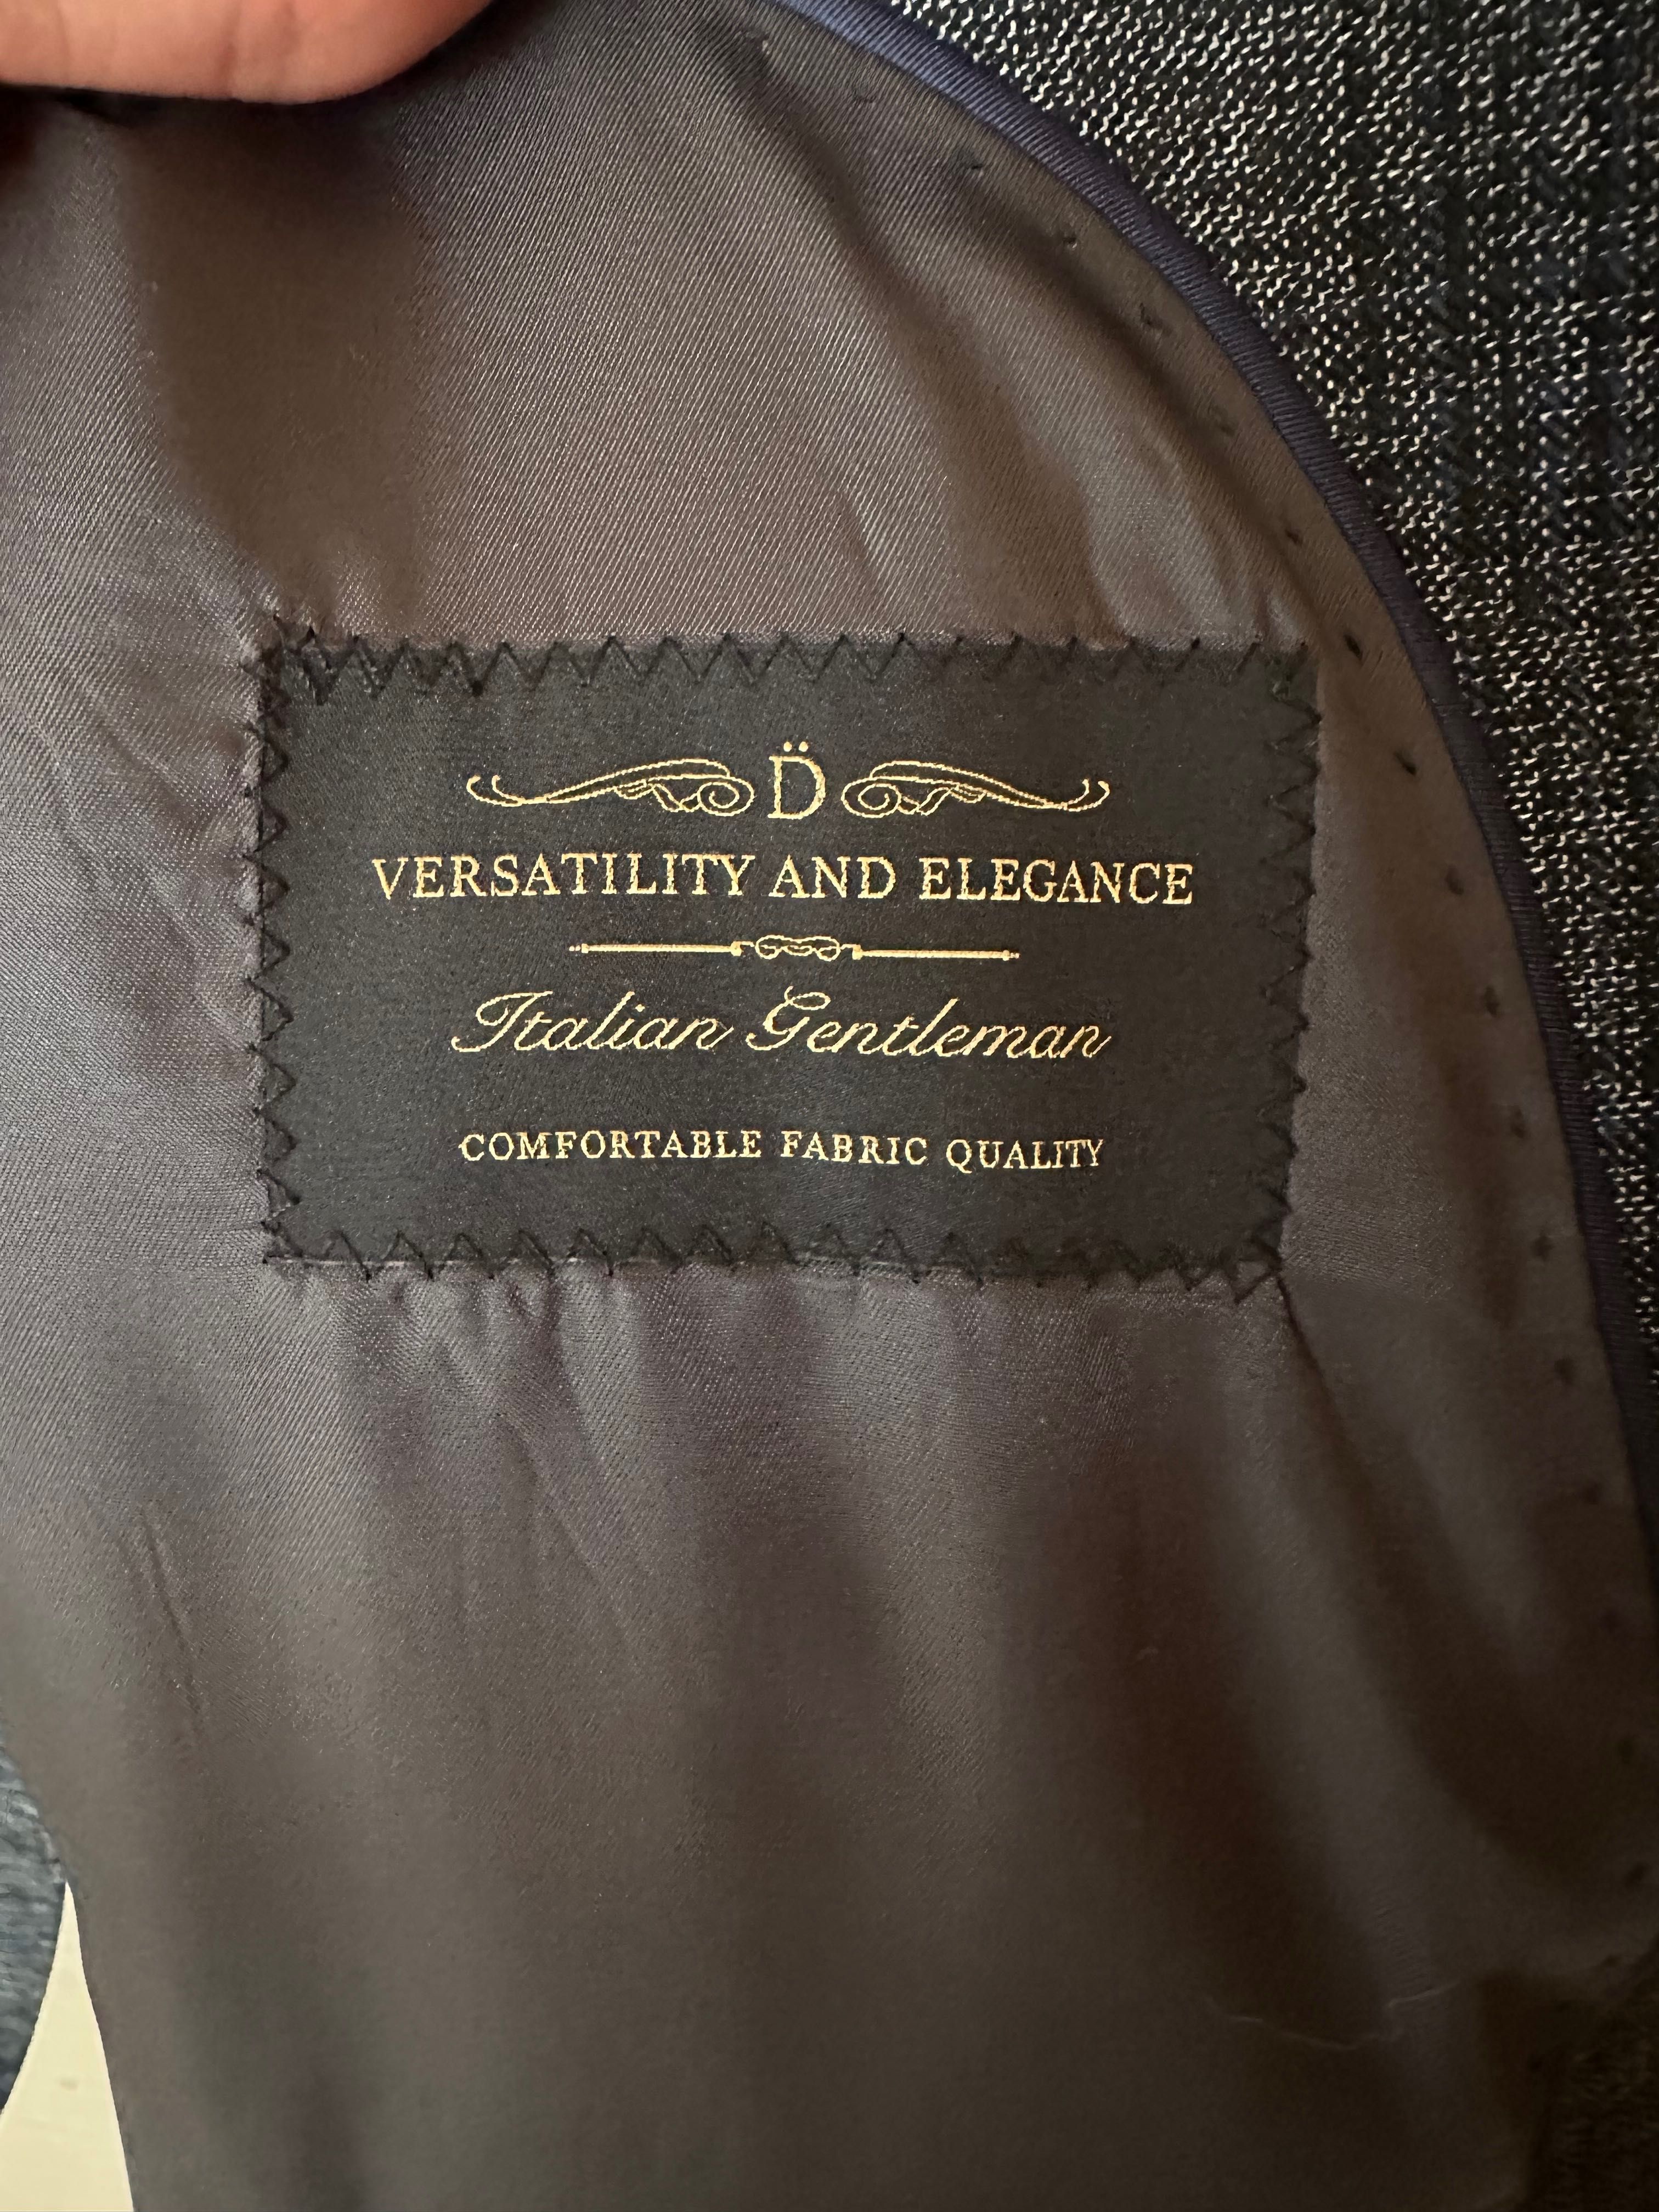 D̈
VERSATILITY AND ELEGANCE
Italian Gentleman
COMFORTABLE FABRIC QUALITY